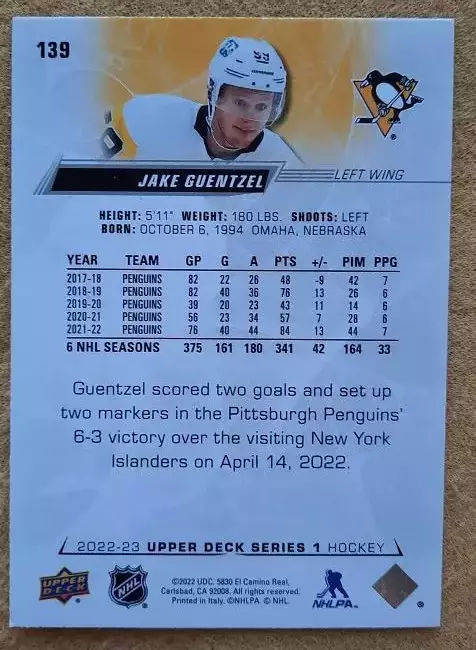 139
59
JAKE GUENTZEL
LEFT WING
HEIGHT: 5'11" WEIGHT: 180 LBS. SHOOTS: LEFT
BORN: OCTOBER 6, 1994 OMAHA, NEBRASKA
YEAR TEAM GP G A PTS +/- PIM PPG
2017-18 PENGUINS 82 22 26 48 -9 42 7
2018-19 PENGUINS 82 40 36 76 13 26 6
2019-20 PENGUINS 39 20 23 43 11 14 6
2020-21 PENGUINS 56 23 34 57 7 28 6
2021-22 PENGUINS 76 40 44 84 13 44 7
6 NHL SEASONS 375 161 180 341 42 164 33
Guentzel scored two goals and set up
two markers in the Pittsburgh Penguins'
6-3 victory over the visiting New York
Islanders on April 14, 2022.
2022-23 UPPER DECK SERIES 1 HOCKEY
UPPER DECK
NHL
©2022 UDC. 5830 El Camino Real,
Carlsbad, CA 92008. All rights reserved.
Printed in Italy. ©NHLPA. © NHL.
NHLPA